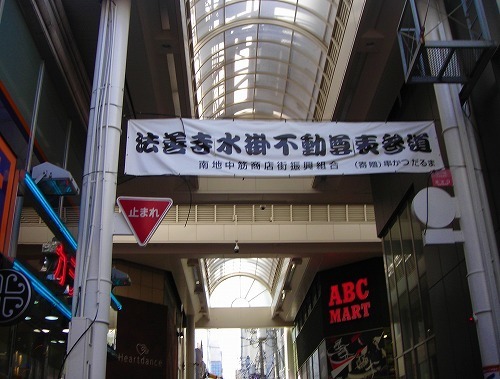 法善寺水掛不動尊表参道
南地中筋商店街振興組合 (寄贈)串かつだるま
止まれ
ABC
MART
Heartdance